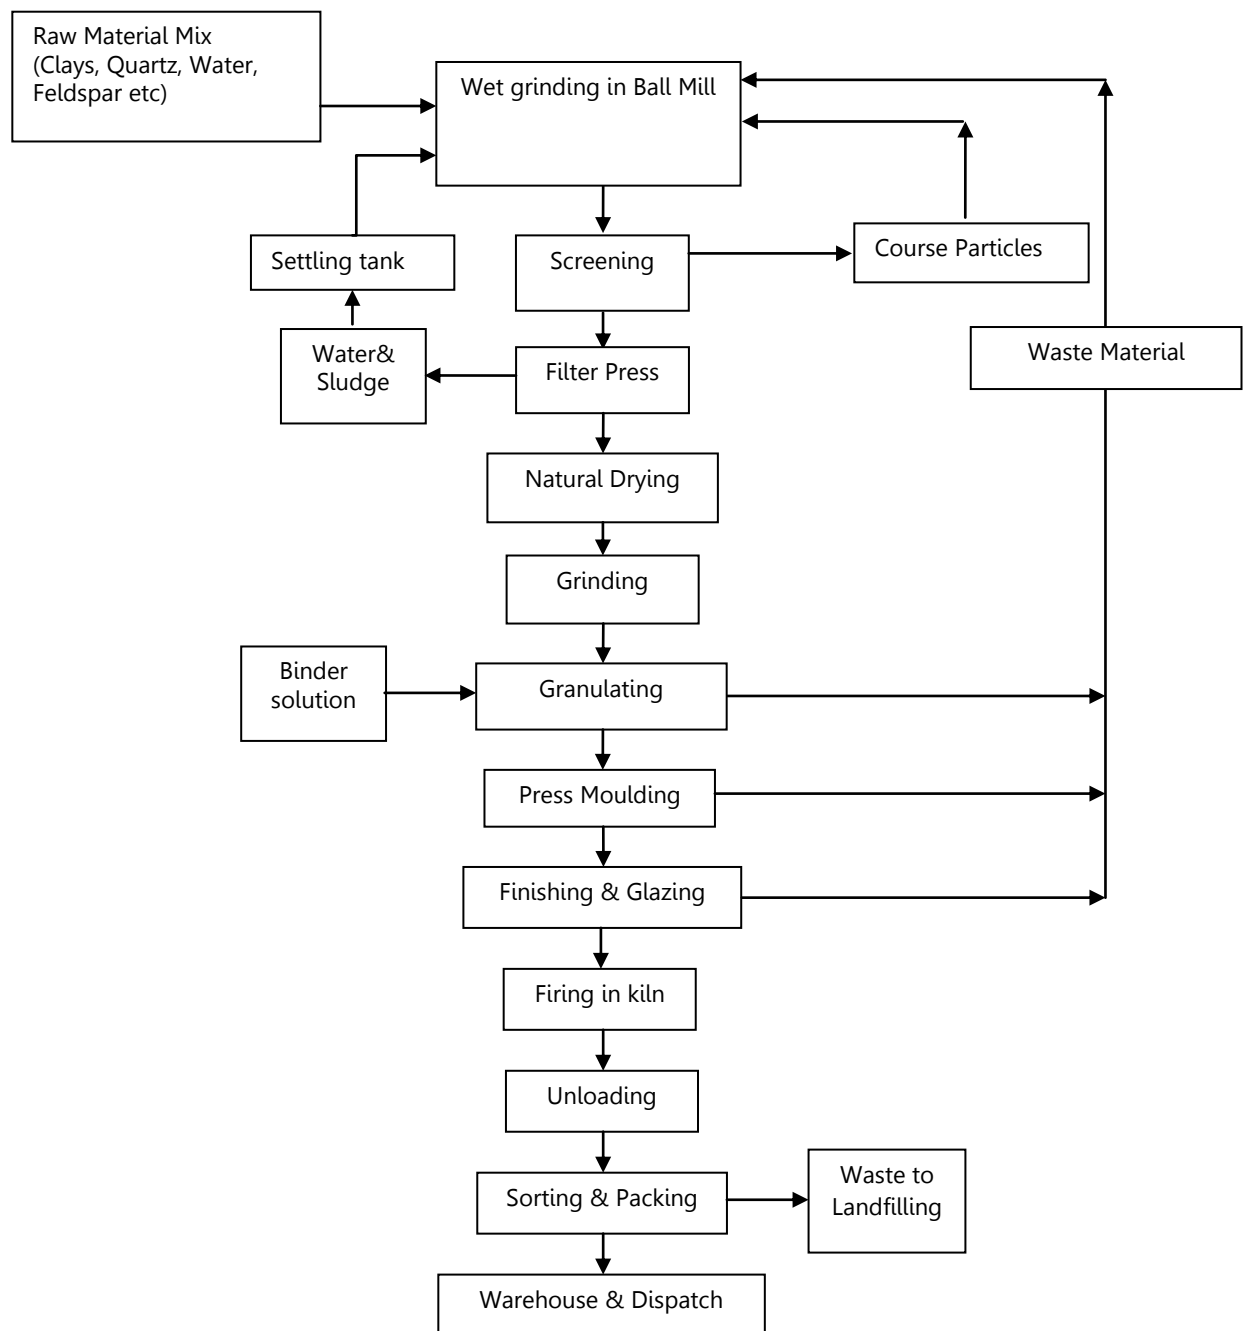 Raw Material Mix
(Clays, Quartz, Water,
Feldspar etc)
Wet grinding in Ball Mill
Settling tank
Screening
Course Particles
Water&
Sludge
Filter Press
Waste Material
Natural Drying
Grinding
Binder
solution
Granulating
Press Moulding
Finishing & Glazing
Firing in kiln
Unloading
Sorting & Packing
Waste to
Landfilling
Warehouse & Dispatch